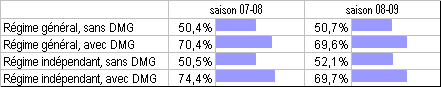 saison 07-08 saison 08-09
Régime général, sans DMG 50,4% 50,7%
Régime général, avec DMG 70,4% 69,6%
Régime indépendant, sans DMG 50,5% 52,1%
Régime indépendant, avec DMG 74,4% 69,7%